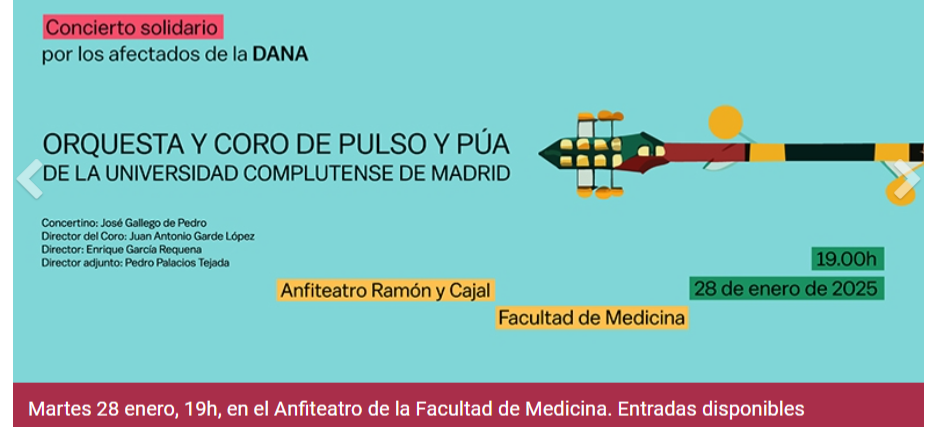 Concierto solidario
por los afectados de la DANA
ORQUESTA Y CORO DE PULSO Y PÚA
DE LA UNIVERSIDAD COMPLUTENSE DE MADRID
Concertino: José Gallego de Pedro
Director del Coro: Juan Antonio Garde López
Director: Enrique García Requena
Director adjunto: Pedro Palacios Tejada
19.00h
28 de enero de 2025
Anfiteatro Ramón y Cajal
Facultad de Medicina
Martes 28 enero, 19h, en el Anfiteatro de la Facultad de Medicina. Entradas disponibles